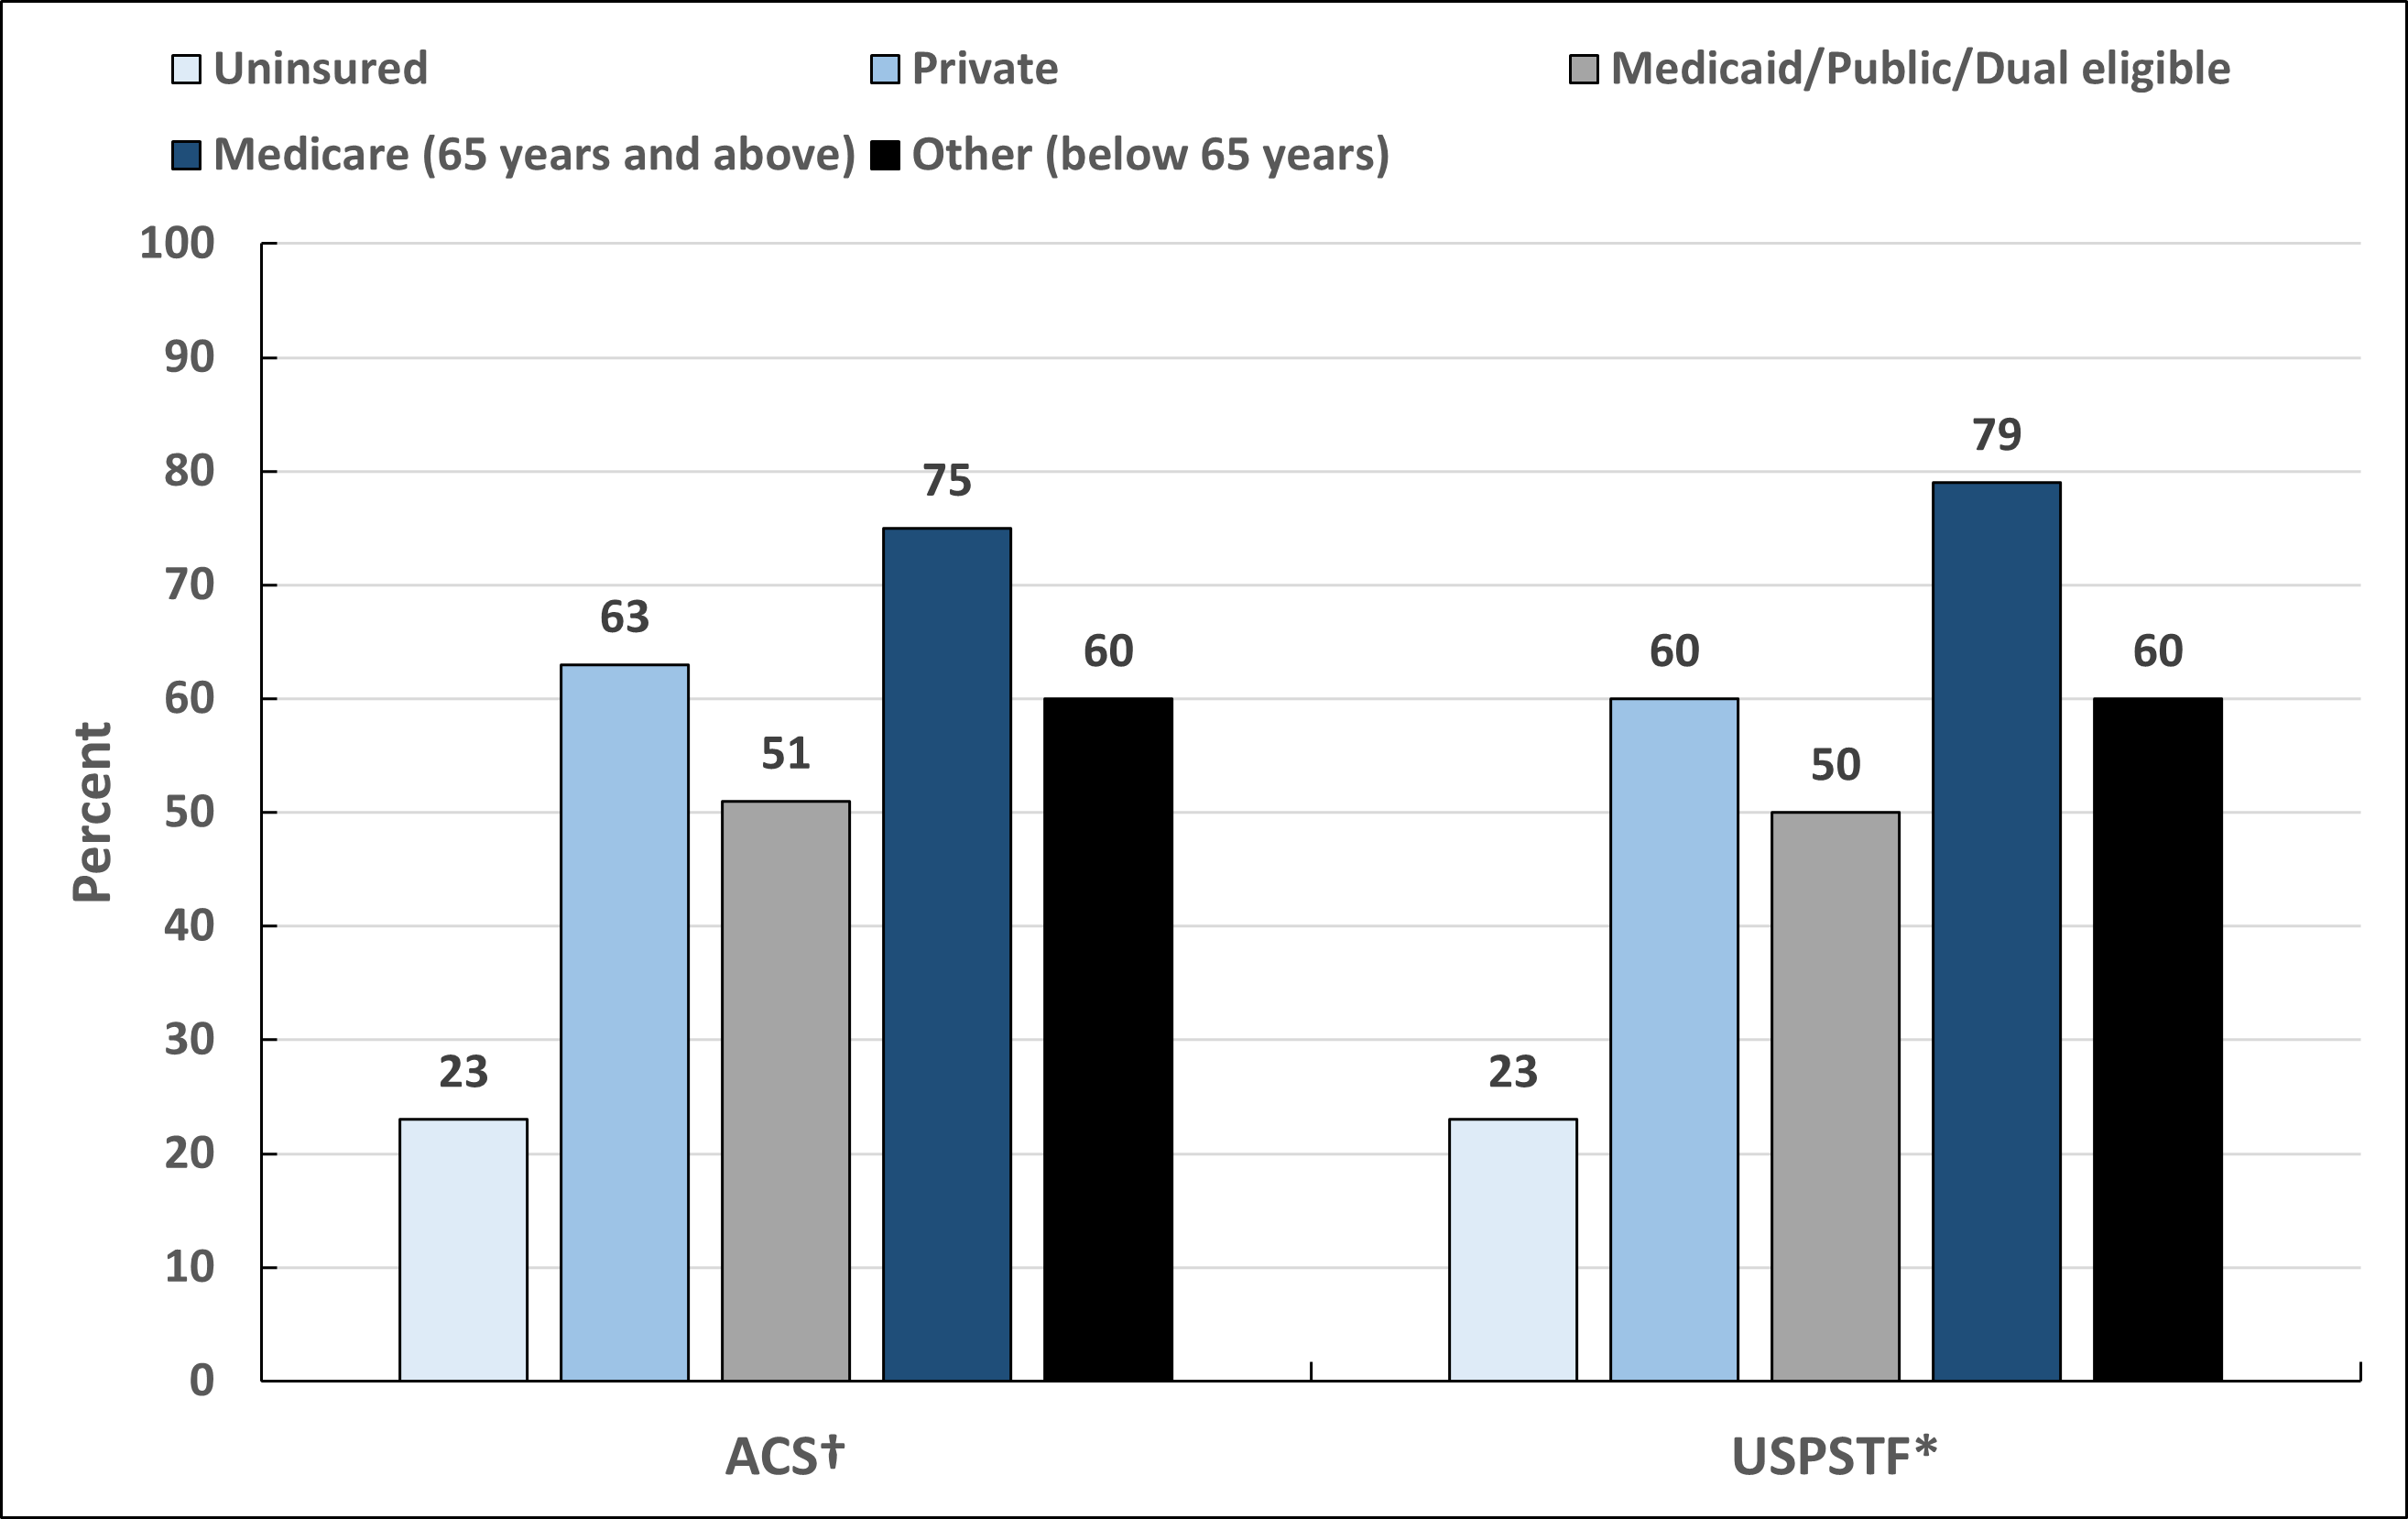 Uninsured
Private
Medicaid/Public/Dual eligible
Medicare (65 years and above)
Other (below 65 years)
100
90
80
70
60
50
40
30
20
10
0
Percent
23
63
51
75
60
23
60
50
79
60
ACS†
USPSTF*